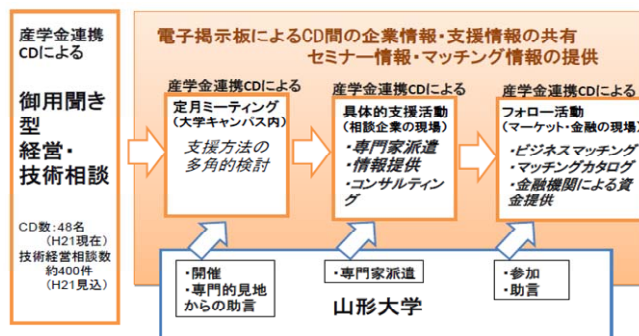 産学金連携
CDによる
御用聞き
型
経営・
技術相談
CD数：48名
(H21現在)
技術経営相談数
約400件
(H21見込)
電子掲示板によるCD間の企業情報・支援情報の共有
セミナー情報・マッチング情報の提供
産学金連携CDによる
定月ミーティング
(大学キャンパス内)
支援方法の
多角的検討
産学金連携CDによる
具体的支援活動
(相談企業の現場)
・専門家派遣
・情報提供
・コンサルティン
グ
産学金連携CDによる
フォロー活動
(マーケット・金融の現場)
・ビジネスマッチング
・マッチングカタログ
・金融機関による資
金提供
・開催
・専門的見地
からの助言
・専門家派遣
・参加
・助言
山形大学